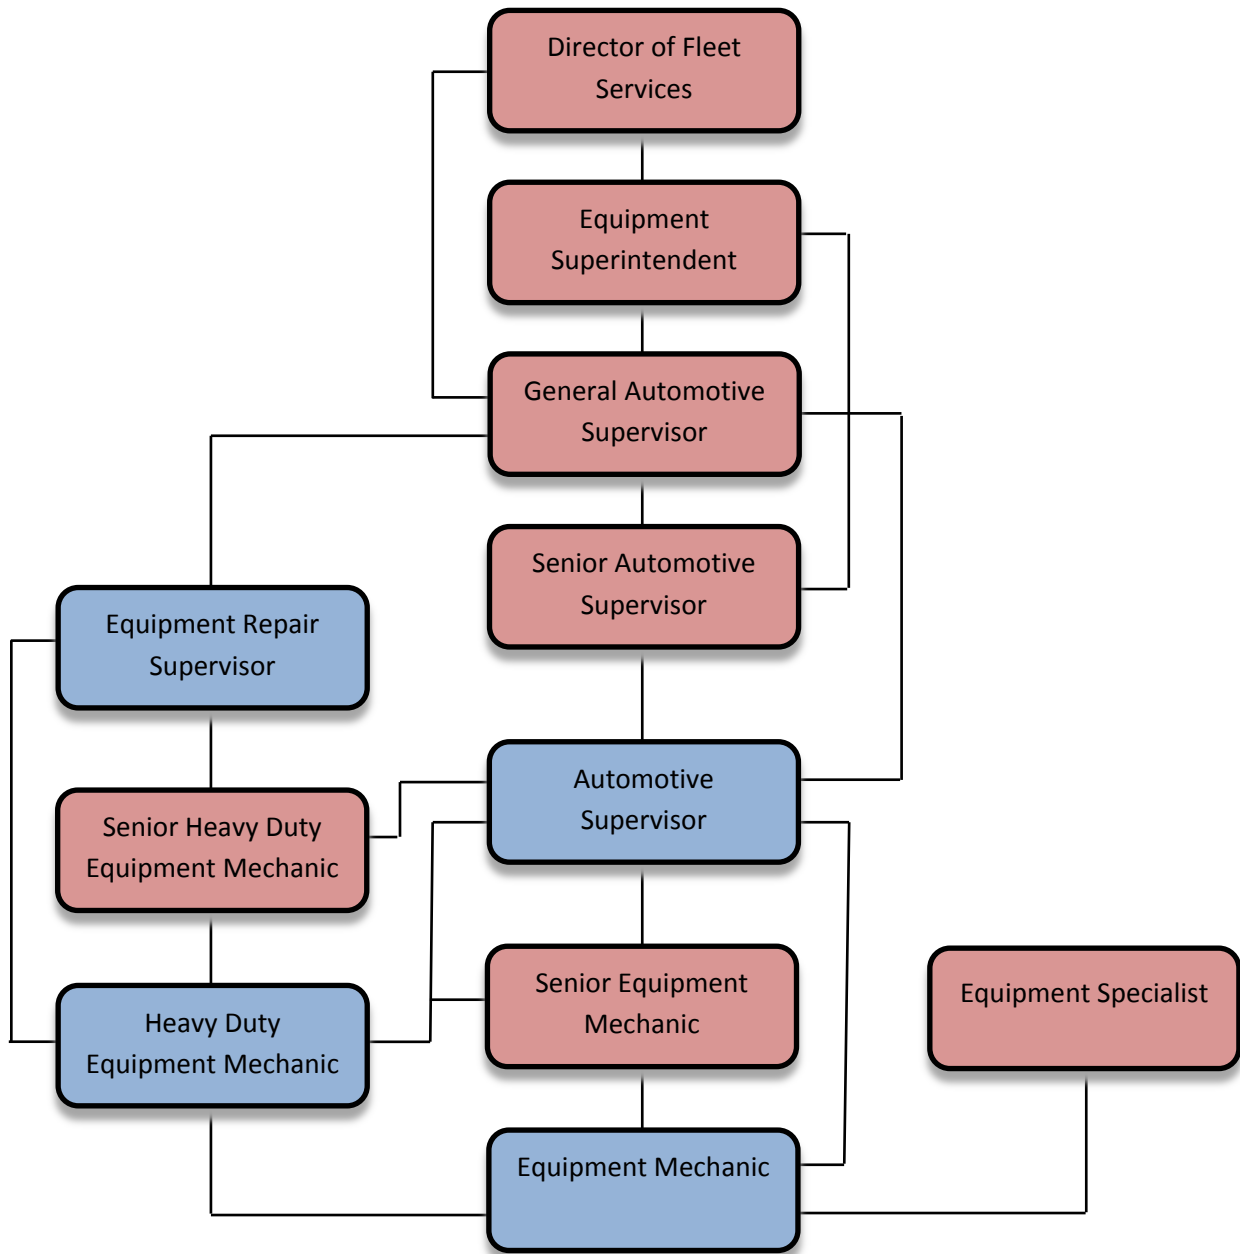 Director of Fleet
Services
Equipment
Superintendent
General Automotive
Supervisor
Senior Automotive
Supervisor
Equipment Repair
Supervisor
Automotive
Supervisor
Senior Heavy Duty
Equipment Mechanic
Senior Equipment
Mechanic
Equipment Specialist
Heavy Duty
Equipment Mechanic
Equipment Mechanic